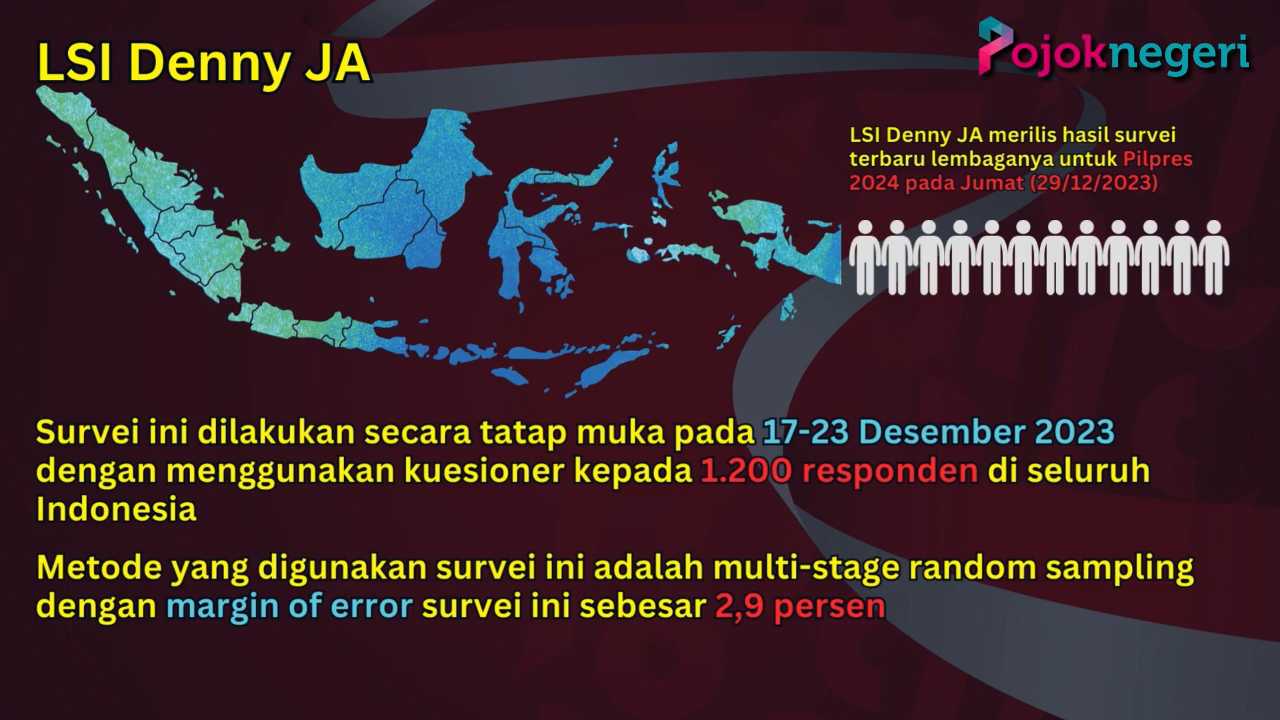 LSI Denny JA
Pojoknegeri
LSI Denny JA merilis hasil survei
terbaru lembaganya untuk Pilpres
2024 pada Jumat (29/12/2023)
Survei ini dilakukan secara tatap muka pada 17-23 Desember 2023
dengan menggunakan kuesioner kepada 1.200 responden di seluruh
Indonesia
Metode yang digunakan survei ini adalah multi-stage random sampling
dengan margin of error survei ini sebesar 2,9 persen